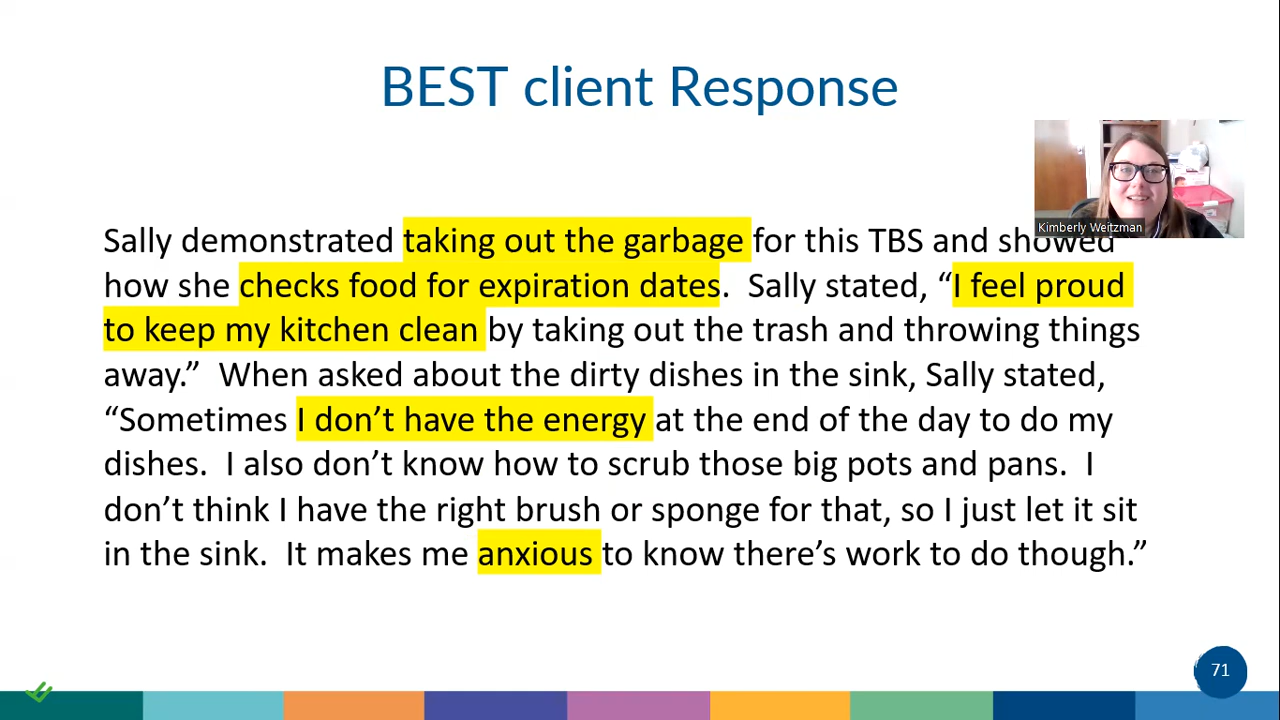 BEST client Response
Kimberly Weitzman
Sally demonstrated taking out the garbage for this TBS and showed
how she checks food for expiration dates.  Sally stated, “I feel proud
to keep my kitchen clean by taking out the trash and throwing things
away.”  When asked about the dirty dishes in the sink, Sally stated,
“Sometimes I don’t have the energy at the end of the day to do my
dishes.  I also don’t know how to scrub those big pots and pans.  I
don’t think I have the right brush or sponge for that, so I just let it sit
in the sink.  It makes me anxious to know there’s work to do though.”
71